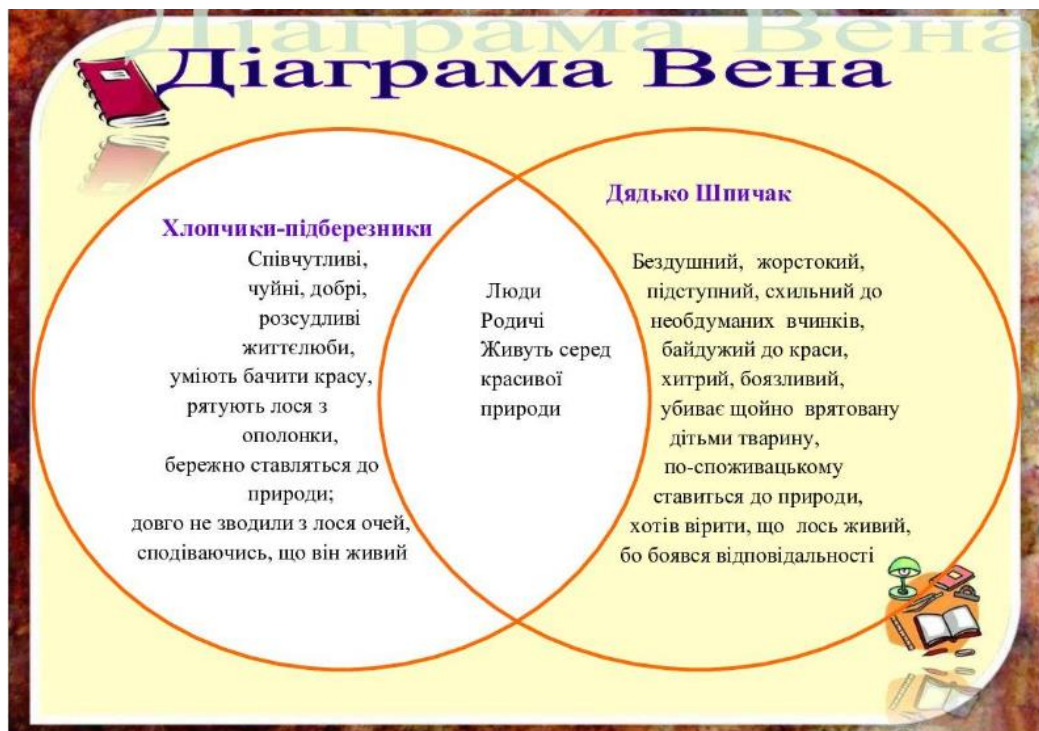 Діаграма Вена
Хлопчики-підберезники
Співчутливі,
чуйні, добрі,
розсудливі
життєлюби,
уміють бачити красу,
рятують лося з
ополонки,
бережно ставляться до
природи;
довго не зводили з лося очей,
сподіваючись, що він живий
Люди
Родичі
Живуть серед
красивої
природи
Дядько Шпичак
Бездушний, жорстокий,
підступний, схильний до
необдуманих вчинків,
байдужий до краси,
хитрий, боязливий,
убиває щойно врятовану
дітьми тварину,
по-споживацькому
ставиться до природи,
хотів вірити, що лось живий,
бо боявся відповідальності